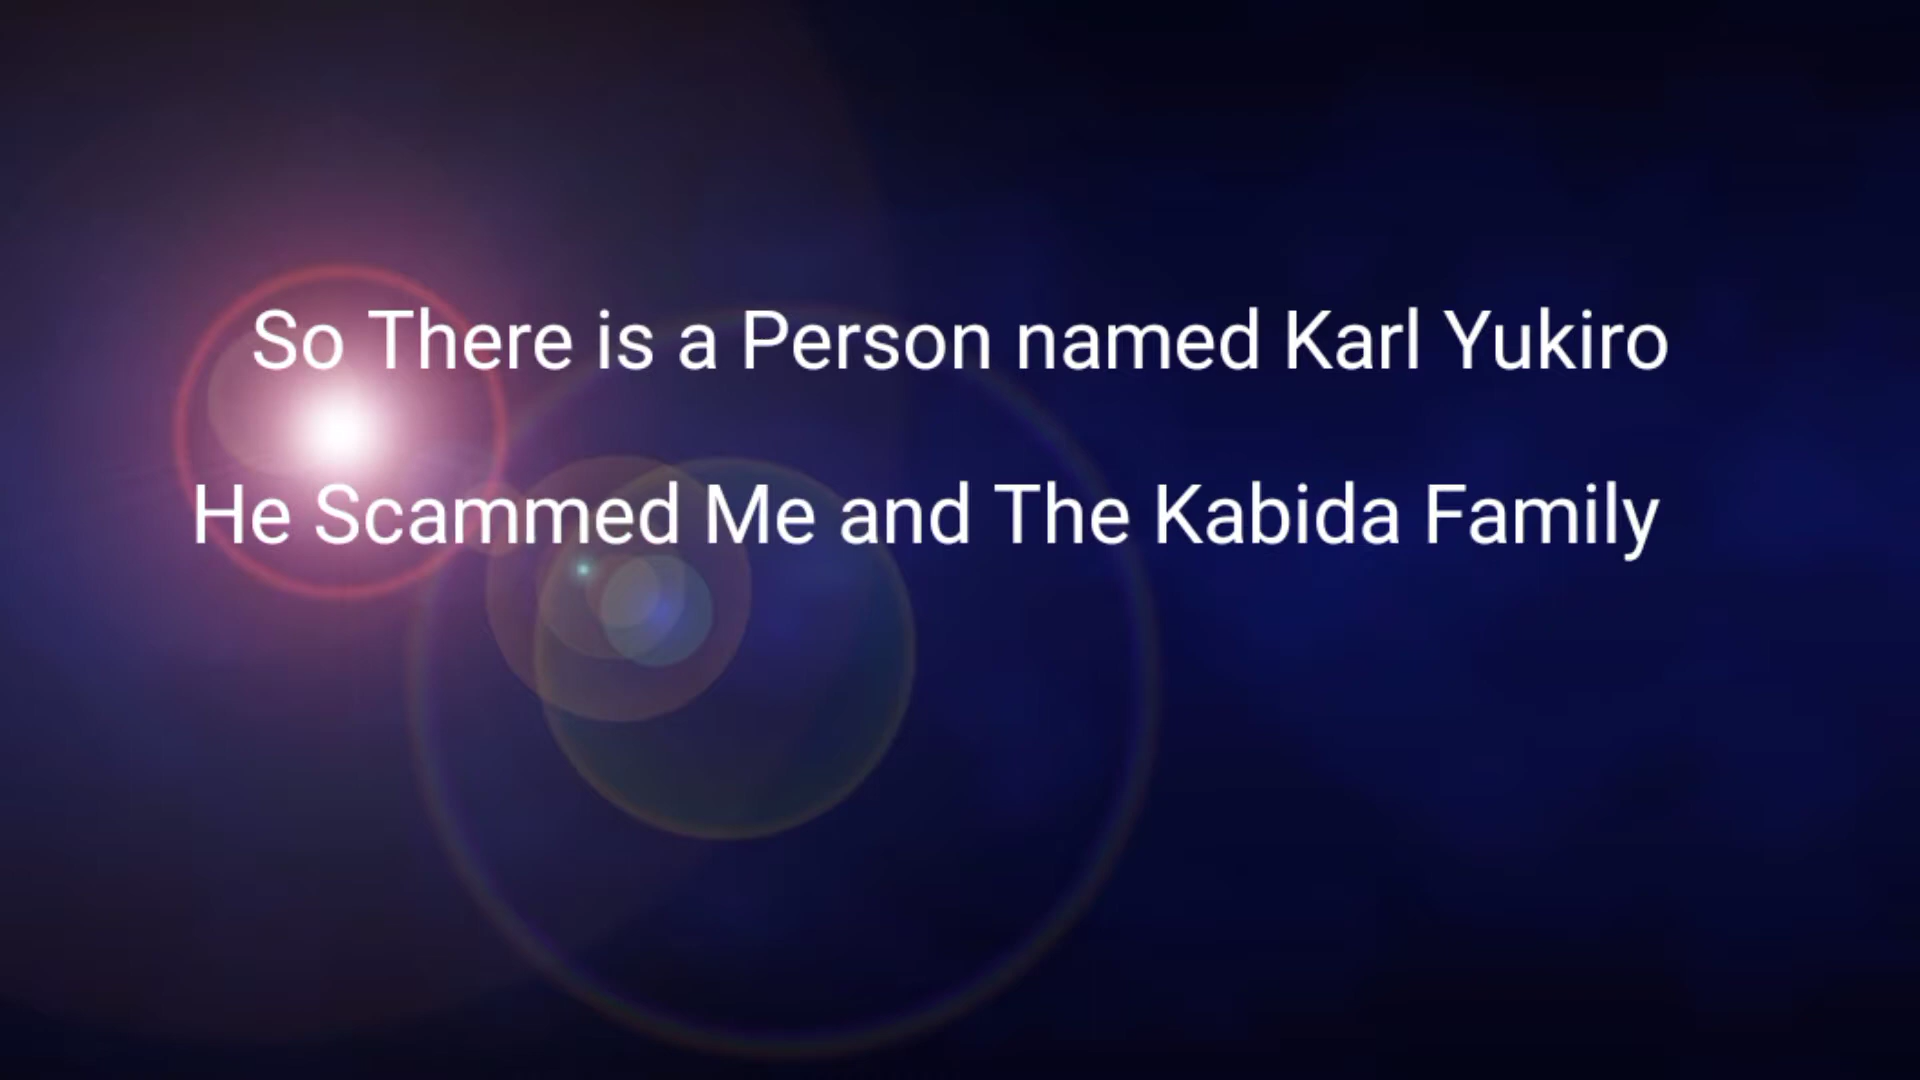 So There is a Person named Karl Yukiro
He Scammed Me and The Kabida Family